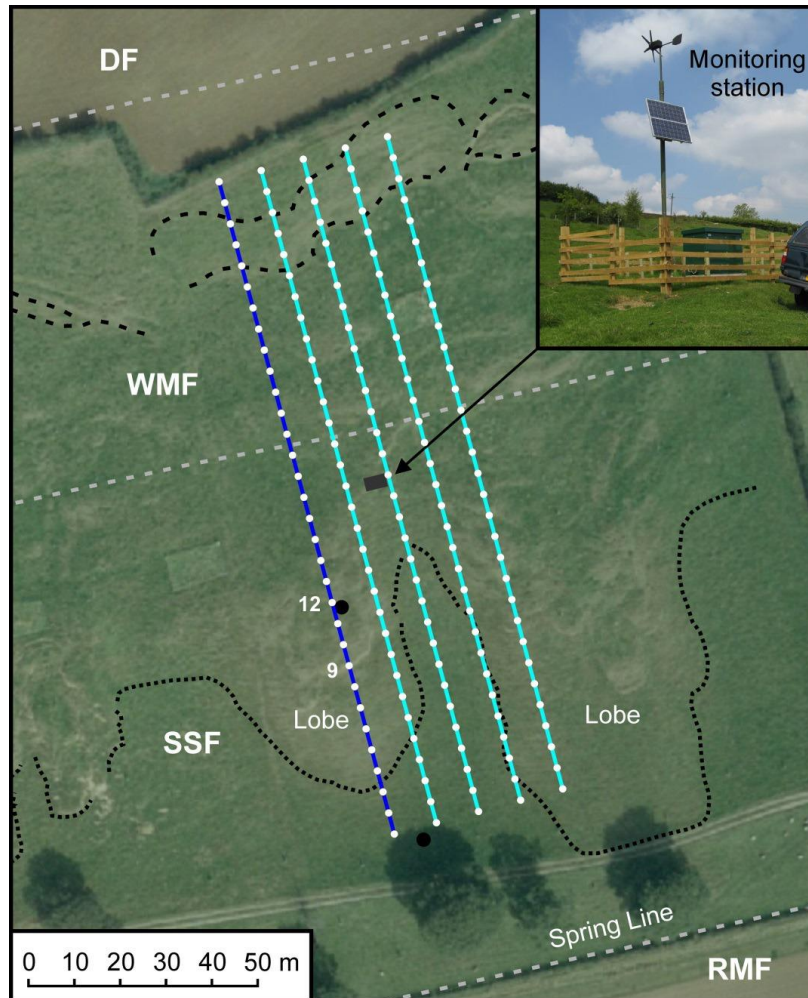 DF
Monitoring
station
WMF
12
9
Lobe
Lobe
SSF
Spring Line
RMF
0 10 20 30 40 50 m